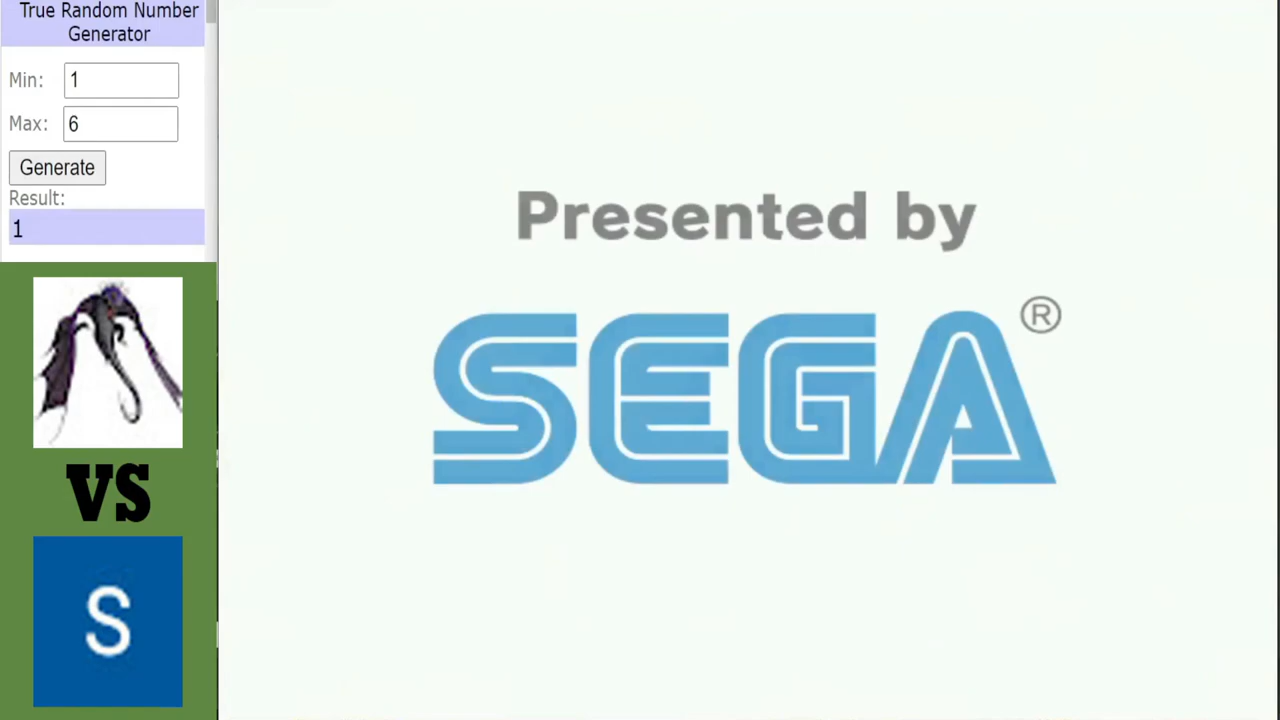 True Random Number
Generator
Min: 1
Max: 6
Generate
Result:
1
VS
S
Presented by
SEGA®